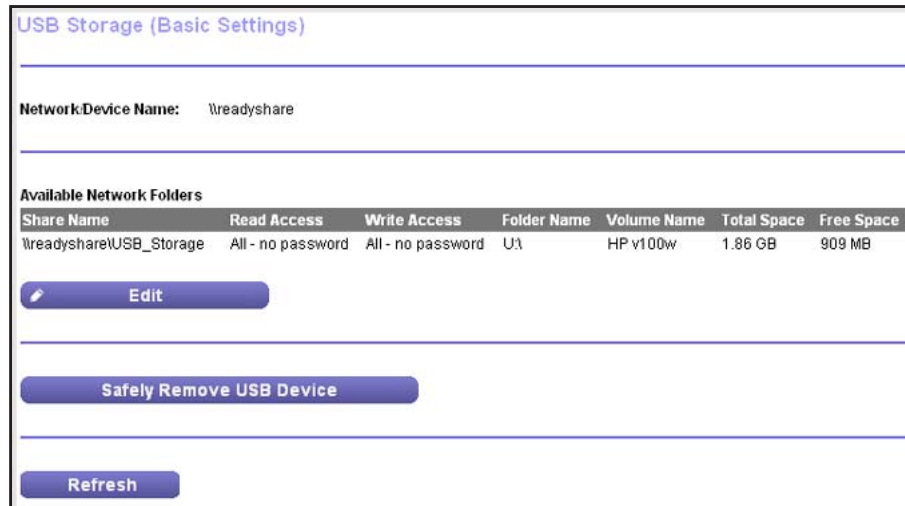 USB Storage (Basic Settings)
Network/Device Name: \\readyshare
Available Network Folders
Share Name Read Access Write Access Folder Name Volume Name Total Space Free Space
\\readyshare\USB_Storage All - no password All - no password U:\ HP v100w 1.86 GB 909 MB
Edit
Safely Remove USB Device
Refresh